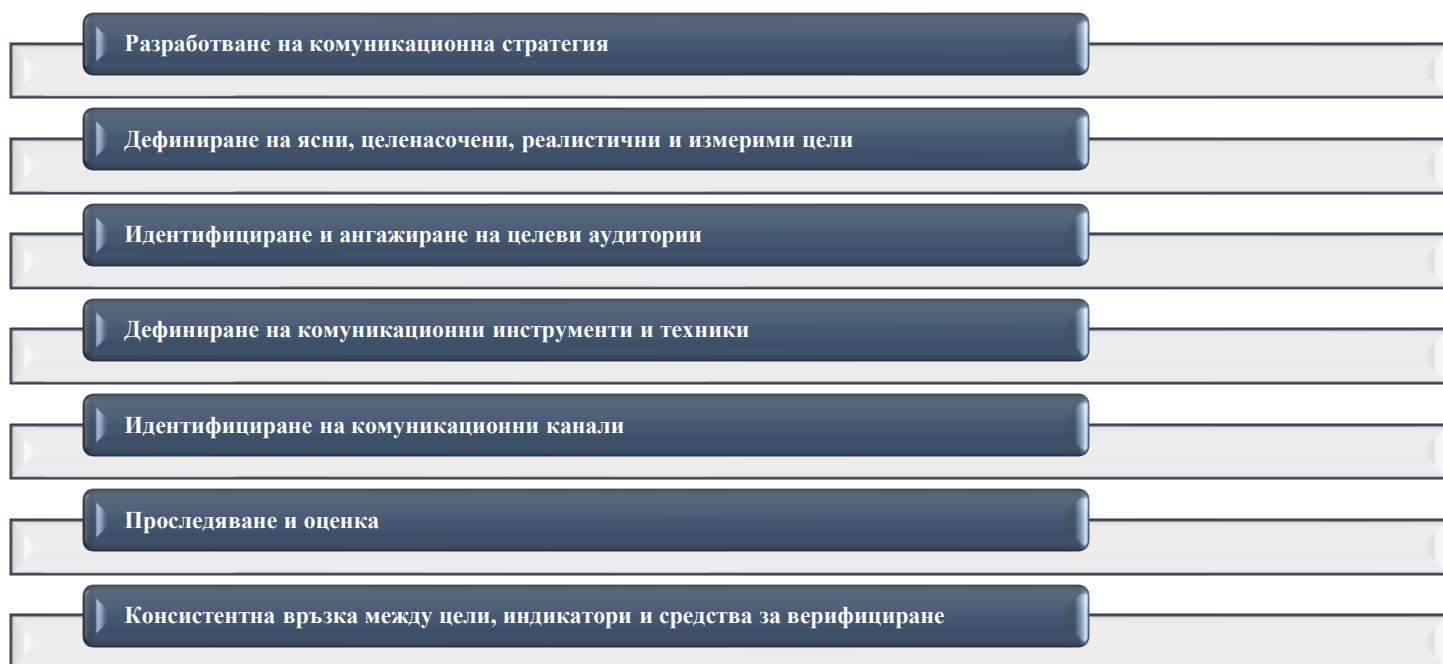 Разработване на комуникационна стратегия
Дефиниране на ясни, целенасочени, реалистични и измерими цели
Идентифициране и ангажиране на целеви аудитории
Дефиниране на комуникационни инструменти и техники
Идентифициране на комуникационни канали
Проследяване и оценка
Консистентна връзка между цели, индикатори и средства за верифициране